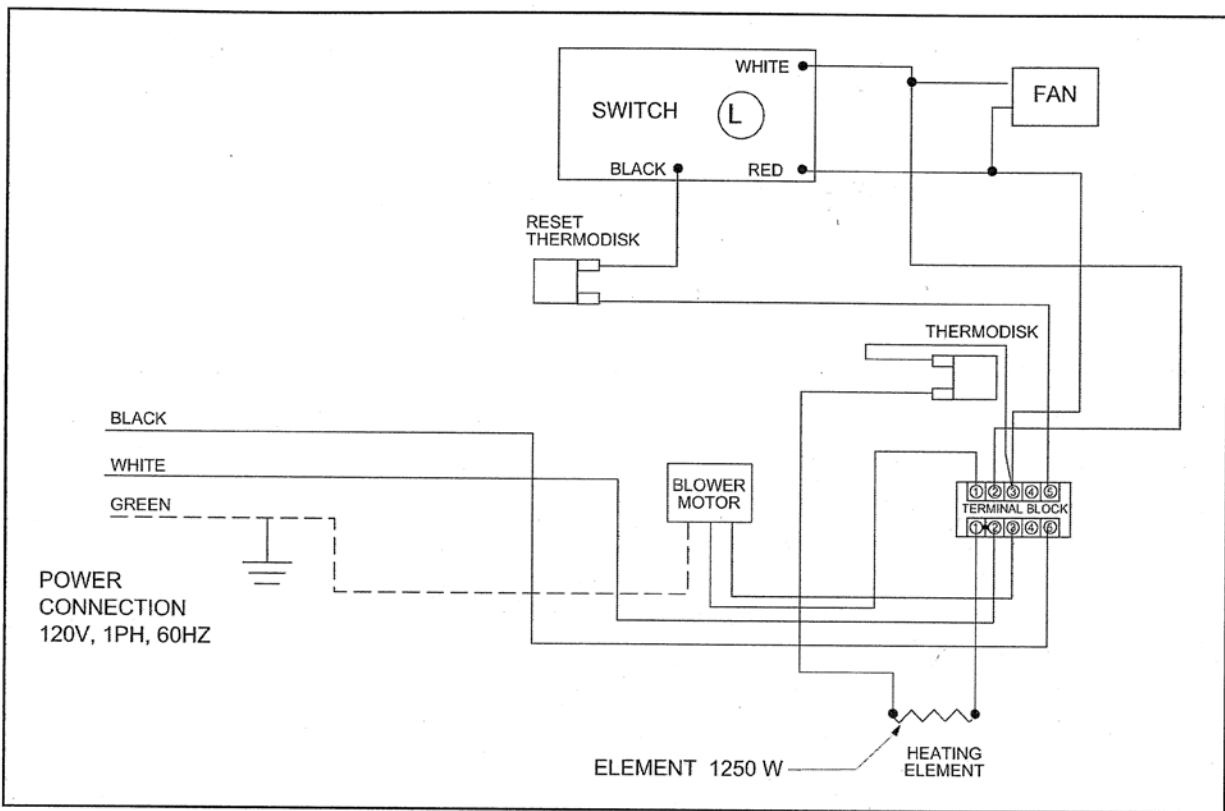 WHITE
FAN
SWITCH
L
BLACK
RED
RESET
THERMODISK
THERMODISK
BLACK
WHITE
GREEN
BLOWER
MOTOR
① ② ③ ④ ⑤
TERMINAL BLOCK
① ② ③ ④
POWER
CONNECTION
120V, 1PH, 60HZ
ELEMENT 1250 W
HEATING
ELEMENT